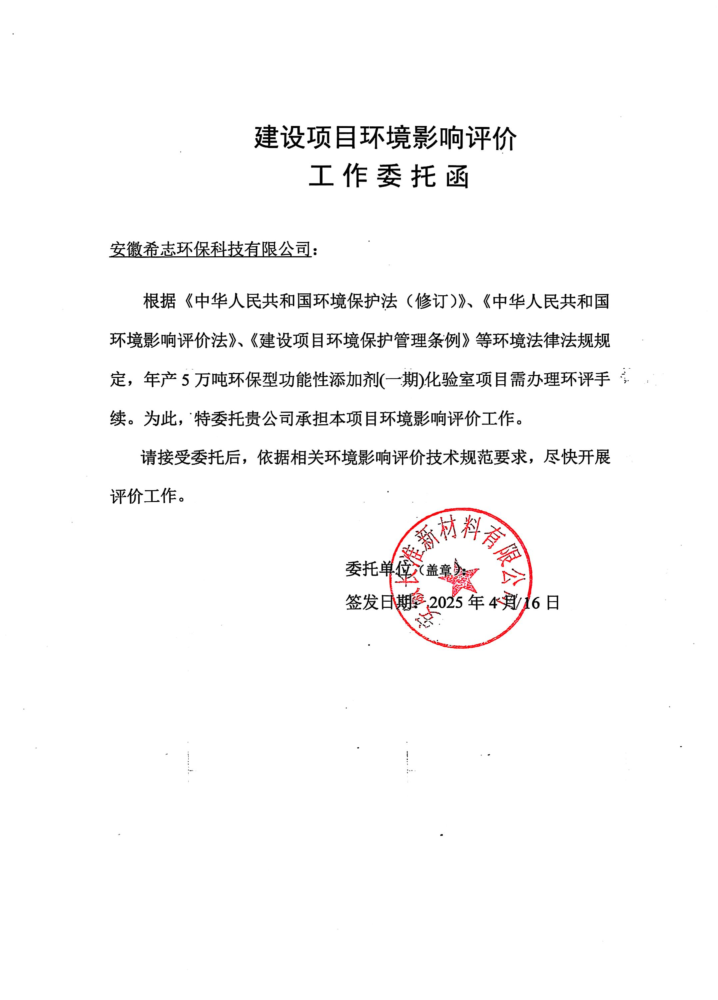 建设项目环境影响评价
工作委托函
安徽希志环保科技有限公司：
根据《中华人民共和国环境保护法（修订）》、《中华人民共和国
环境影响评价法》、《建设项目环境保护管理条例》等环境法律法规规
定，年产 5 万吨环保型功能性添加剂(一期)化验室项目需办理环评手
续。为此，特委托贵公司承担本项目环境影响评价工作。
请接受委托后，依据相关环境影响评价技术规范要求，尽快开展
评价工作。
委托单位（盖章）：
签发日期：2025 年 4 月 16 日
安徽长淮新材料有限公司